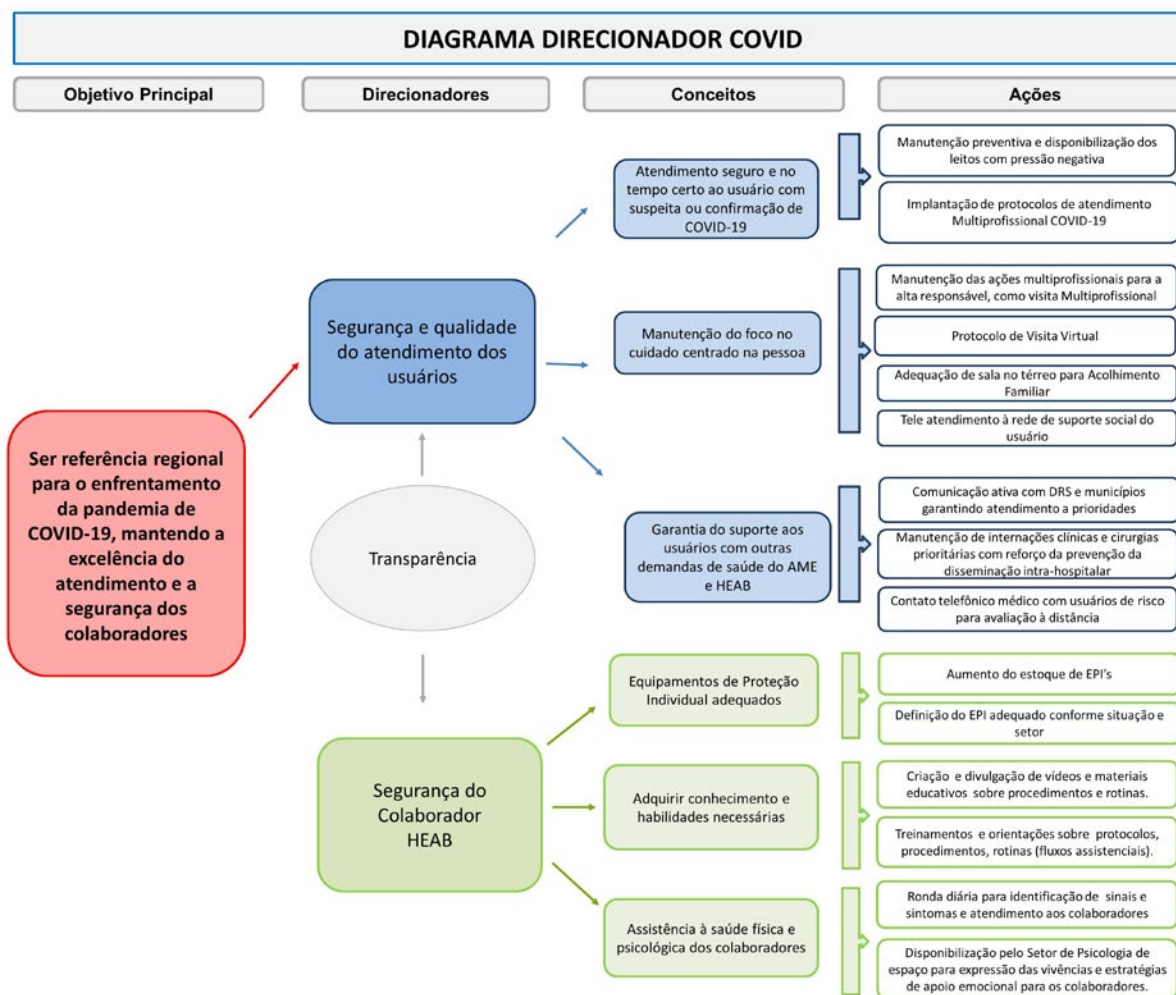 DIAGRAMA DIRECIONADOR COVID
Objetivo Principal
Direcionadores
Conceitos
Ações
Ser referência regional
para o enfrentamento
da pandemia de
COVID-19, mantendo a
excelência do
atendimento e a
segurança dos
colaboradores
Segurança e qualidade
do atendimento dos
usuários
Transparência
Segurança do
Colaborador
HEAB
Atendimento seguro e no
tempo certo ao usuário com
suspeita ou confirmação de
COVID-19
Manutenção preventiva e disponibilização dos
leitos com pressão negativa
Implantação de protocolos de atendimento
Multiprofissional COVID-19
Manutenção do foco no
cuidado centrado na pessoa
Manutenção das ações multiprofissionais para a
alta responsável, como visita Multiprofissional
Protocolo de Visita Virtual
Adequação de sala no térreo para Acolhimento
Familiar
Tele atendimento à rede de suporte social do
usuário
Garantia do suporte aos
usuários com outras
demandas de saúde do AME
e HEAB
Comunicação ativa com DRS e municípios
garantindo atendimento a prioridades
Manutenção de internações clínicas e cirurgias
prioritárias com reforço da prevenção da
disseminação intra-hospitalar
Contato telefônico médico com usuários de risco
para avaliação à distância
Equipamentos de Proteção
Individual adequados
Aumento do estoque de EPI's
Definição do EPI adequado conforme situação e
setor
Adquirir conhecimento e
habilidades necessárias
Criação e divulgação de vídeos e materiais
educativos sobre procedimentos e rotinas.
Treinamentos e orientações sobre protocolos,
procedimentos, rotinas (fluxos assistenciais).
Assistência à saúde física e
psicológica dos colaboradores
Ronda diária para identificação de sinais e
sintomas e atendimento aos colaboradores
Disponibilização pelo Setor de Psicologia de
espaço para expressão das vivências e estratégias
de apoio emocional para os colaboradores.